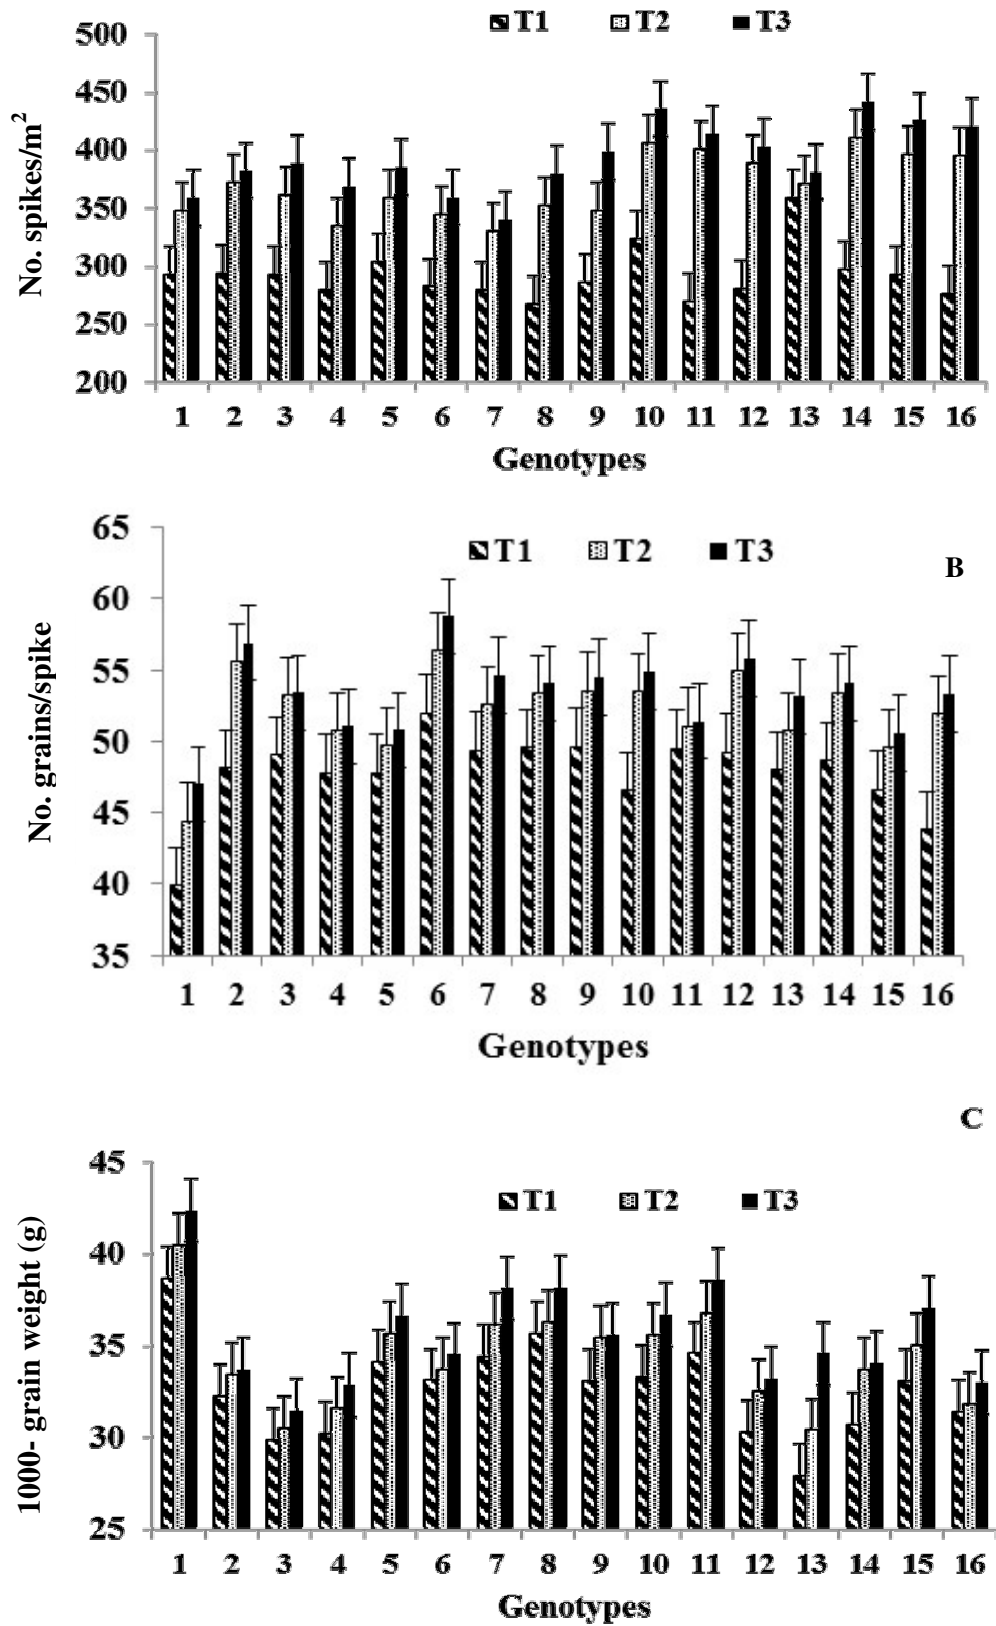 T1 T2 T3
500
450
400
350
300
250
200
No. spikes/m²
1 2 3 4 5 6 7 8 9 10 11 12 13 14 15 16
Genotypes
T1 T2 T3
B
65
60
55
50
45
40
35
No. grains/spike
1 2 3 4 5 6 7 8 9 10 11 12 13 14 15 16
Genotypes
C
T1 T2 T3
45
40
35
30
25
1000- grain weight (g)
1 2 3 4 5 6 7 8 9 10 11 12 13 14 15 16
Genotypes